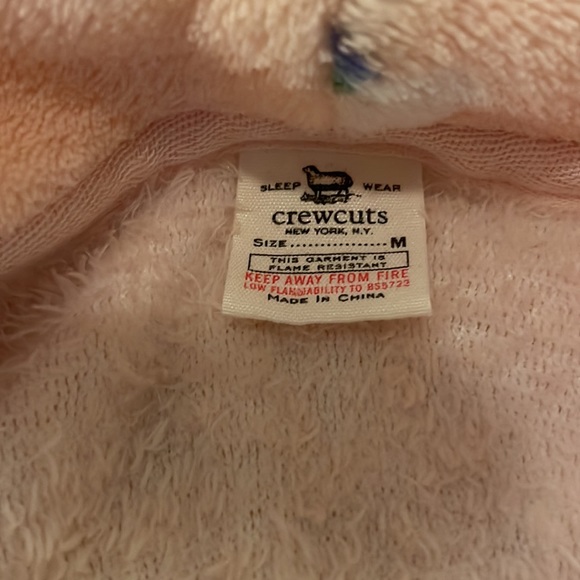 SLEEP WEAR
crewcuts
NEW YORK, N.Y.
SIZE................M
THIS GARMENT IS
FLAME RESISTANT
KEEP AWAY FROM FIRE
LOW FLAMMABILITY TO BS5722
MADE IN CHINA